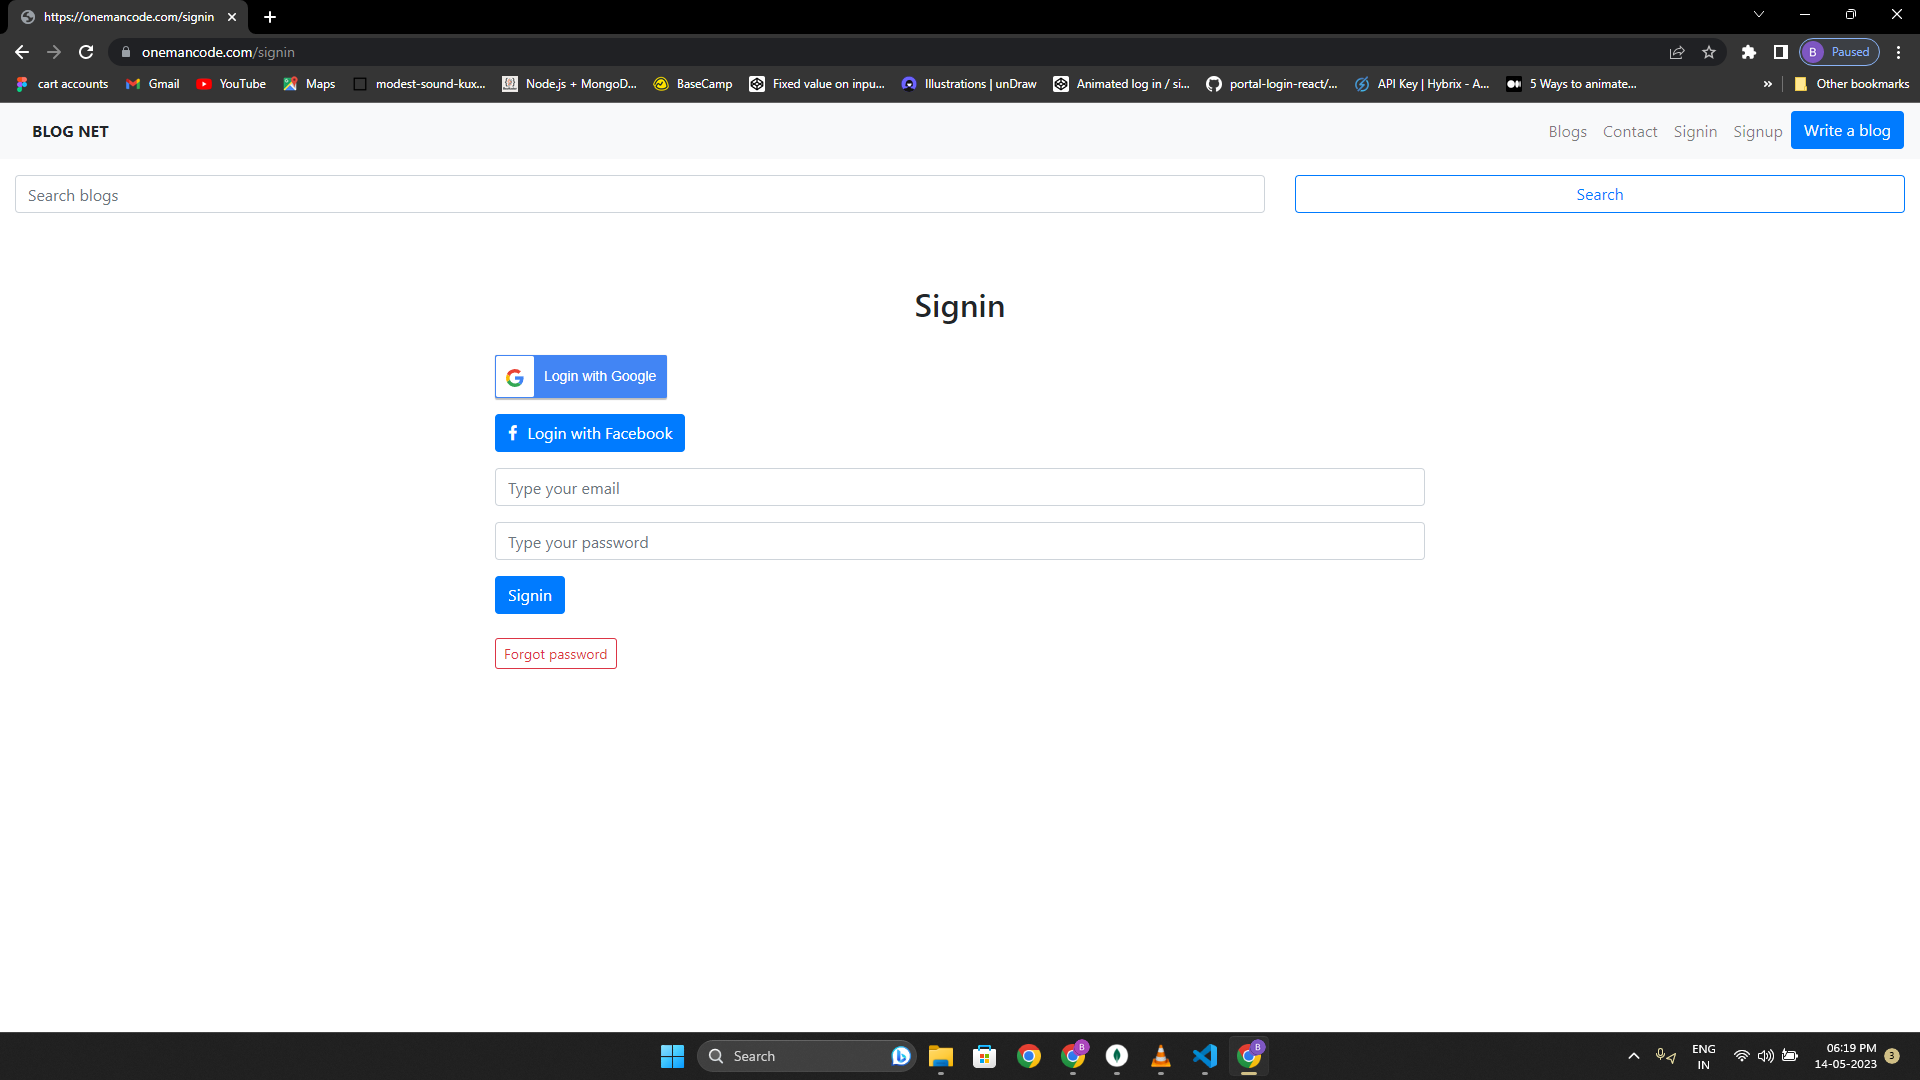 https://onemancode.com/signin
onemancode.com/signin
B Paused
cart accounts Gmail YouTube Maps modest-sound-kux... Node.js + MongoD... BaseCamp Fixed value on inpu... Illustrations | unDraw Animated log in / si... portal-login-react/... API Key | Hybrix - A... 5 Ways to animate... » Other bookmarks
BLOG NET Blogs Contact Signin Signup Write a blog
Search blogs Search
Signin
Login with Google
Login with Facebook
Type your email
Type your password
Signin
Forgot password
Search
ENG
IN
06:19 PM
14-05-2023
3